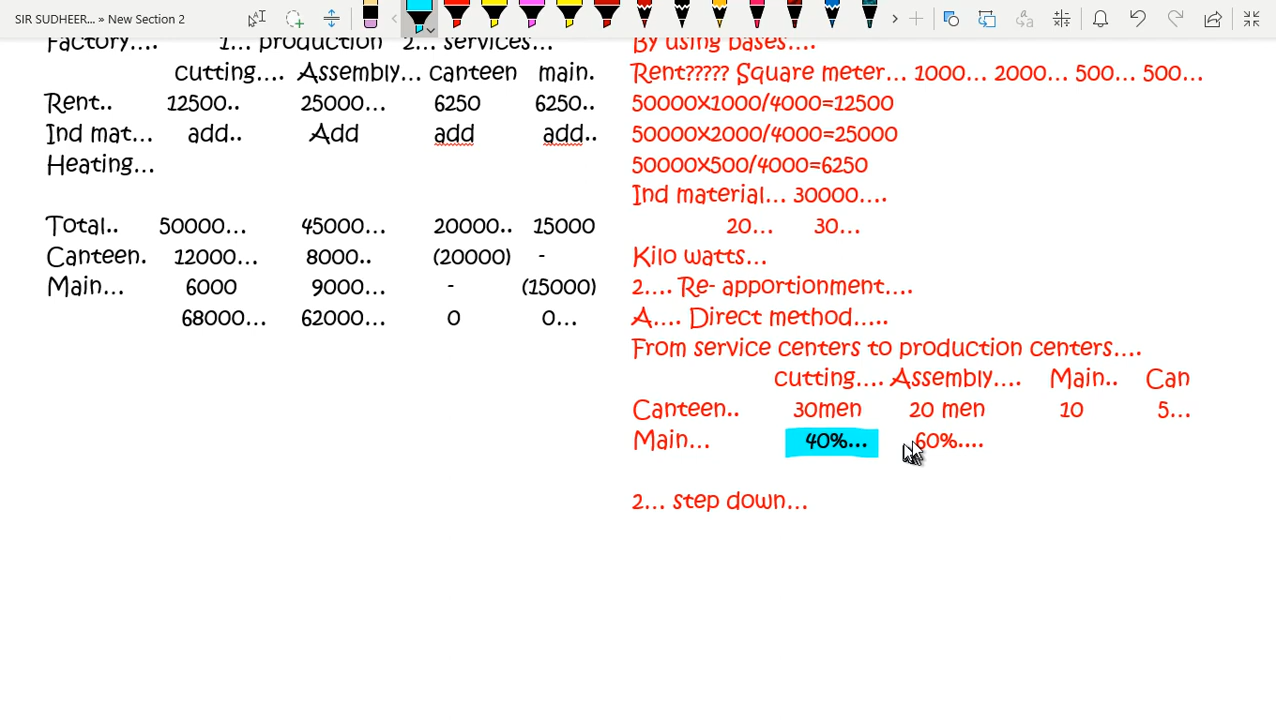 SIR SUDHEER... » New Section 2
Factory.... 1... production 2... services...
cutting.... Assembly... canteen main.
Rent.. 12500.. 25000... 6250 6250..
Ind mat... add.. Add add add..
Heating...
Total.. 50000... 45000... 20000.. 15000
Canteen. 12000... 8000.. (20000) -
Main... 6000 9000... - (15000)
68000... 62000... 0 0...
By using bases....
Rent????? Square meter... 1000... 2000... 500... 500...
50000X1000/4000=12500
50000X2000/4000=25000
50000X500/4000=6250
Ind material... 30000....
20... 30...
Kilo watts...
2.... Re- apportionment....
A.... Direct method.....
From service centers to production centers....
cutting.... Assembly.... Main.. Can
Canteen.. 30men 20 men 10 5...
Main... 40%... 60%....
2... step down...